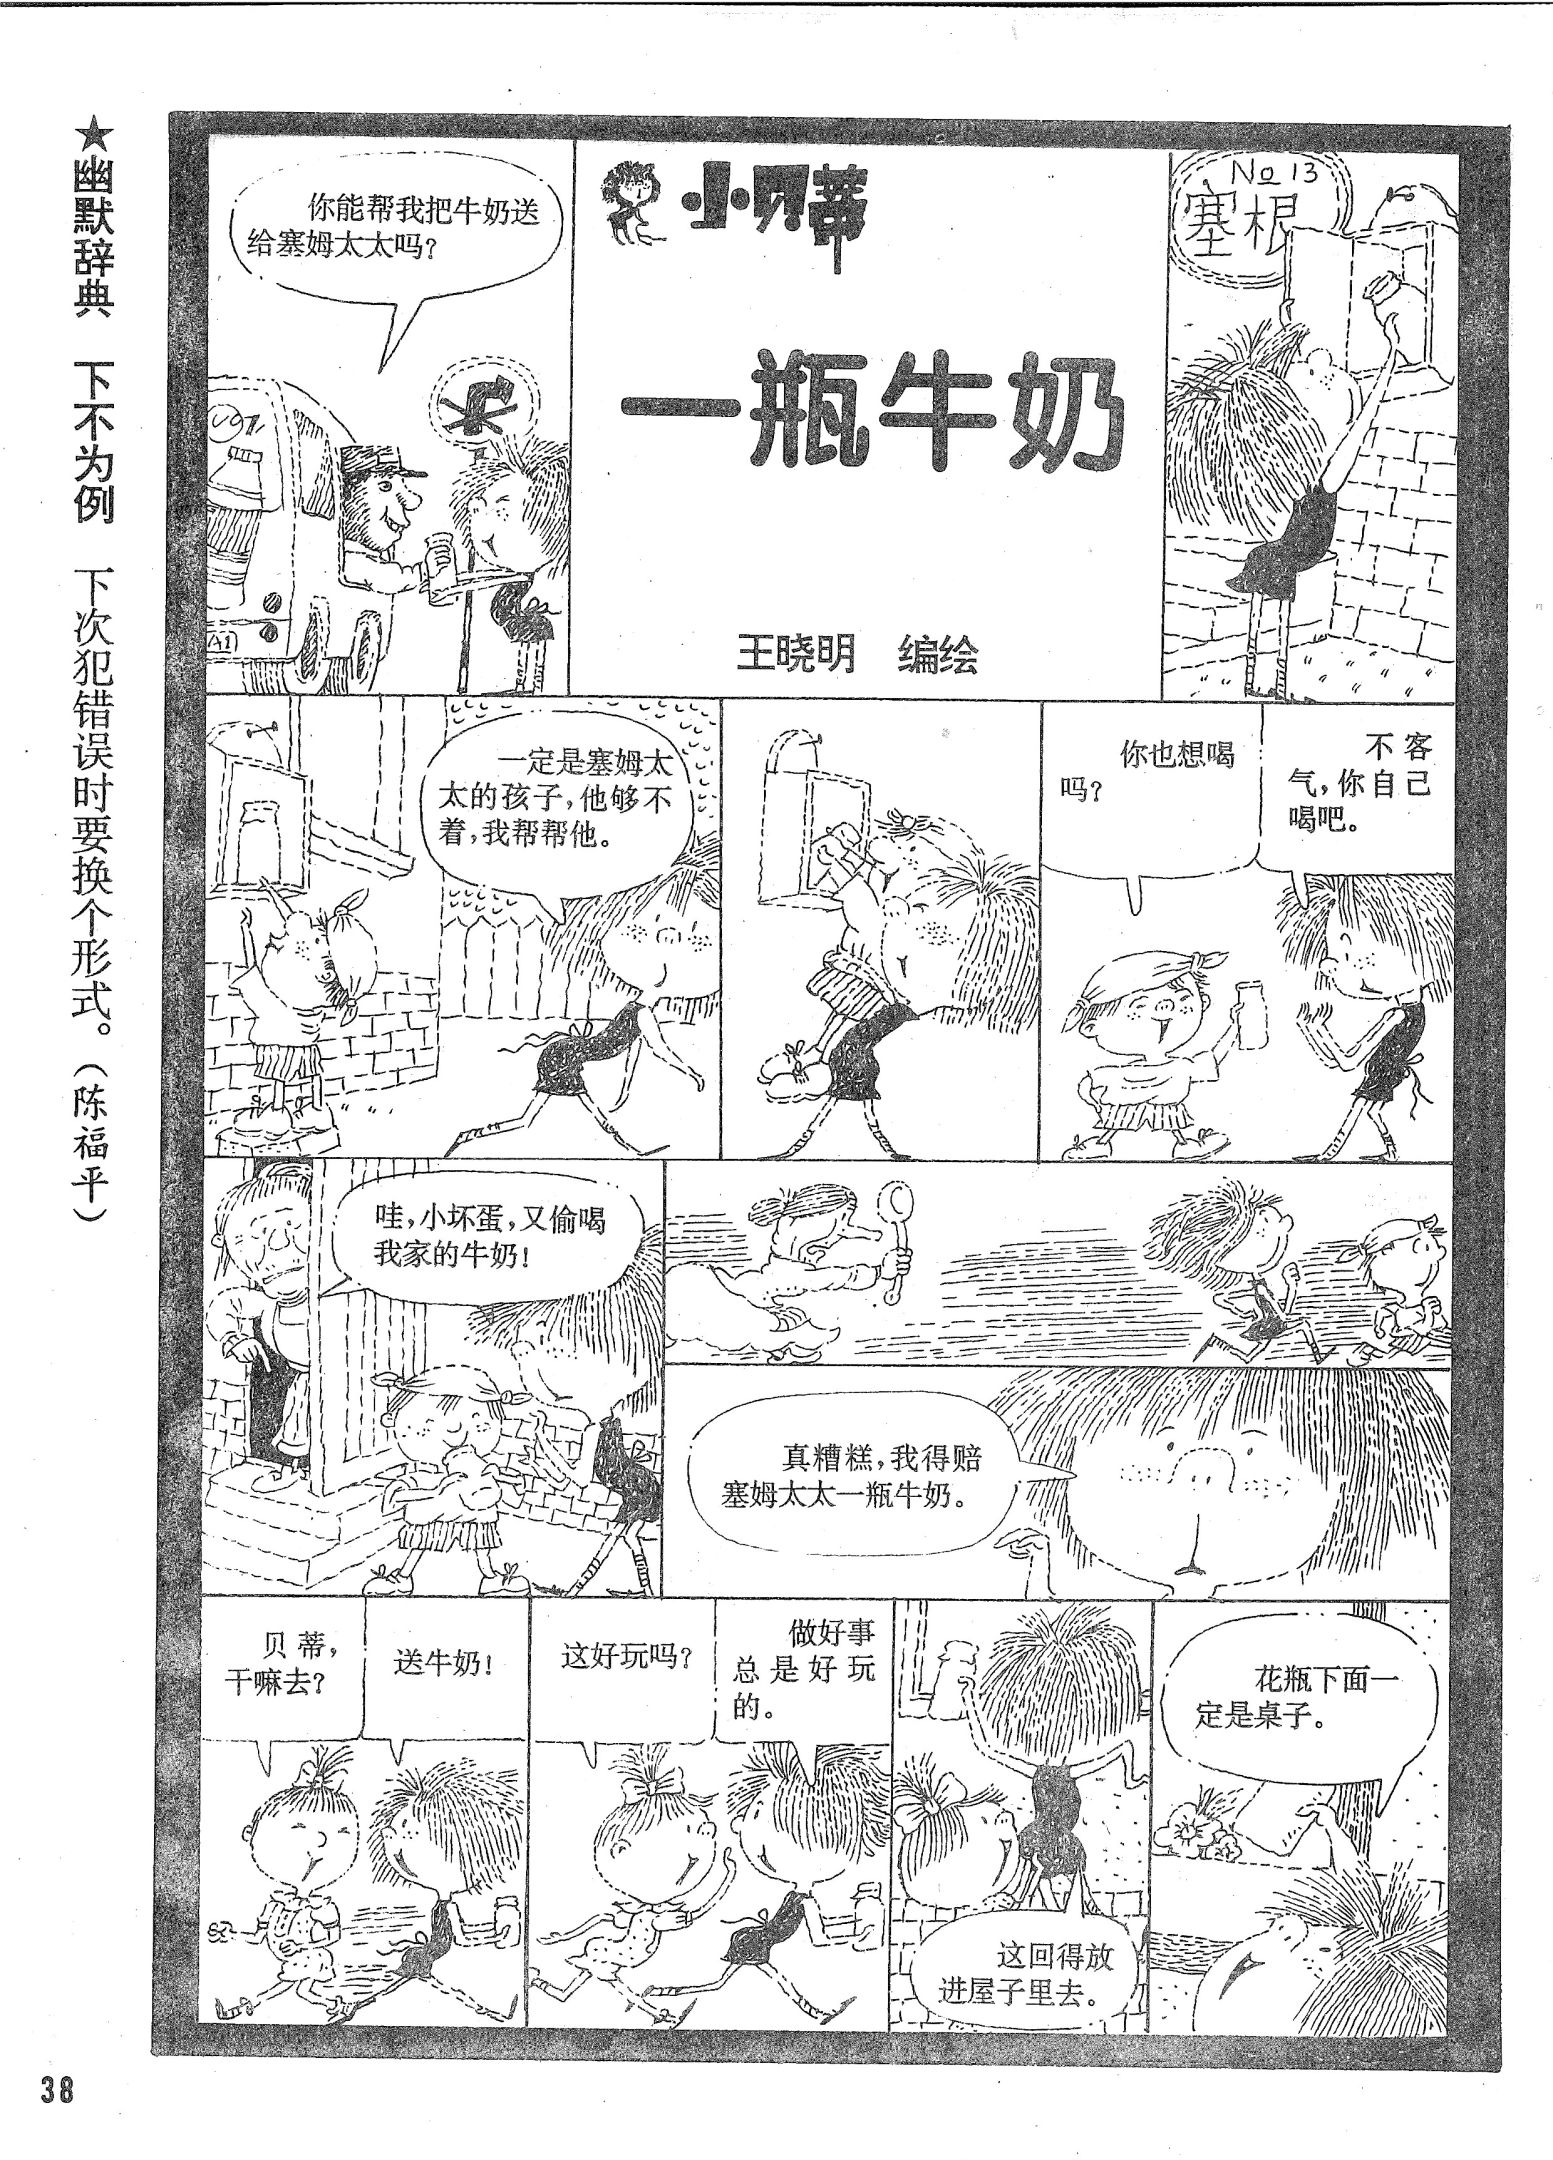 ★幽默辞典 下不为例 下次犯错误时要换个形式。(陈福平)
你能帮我把牛奶送
给塞姆太太吗?
小贝蒂
一瓶牛奶
王晓明 编绘
No 13
塞根
A1
一定是塞姆太
太的孩子,他够不
着,我帮帮他。
你也想喝
吗?
不客
气,你自己
喝吧。
哇,小坏蛋,又偷喝
我家的牛奶!
真糟糕,我得赔
塞姆太太一瓶牛奶。
贝蒂,
干嘛去?
送牛奶!
这好玩吗?
做好事
总是好玩
的。
这回得放
进屋子里去。
花瓶下面一
定是桌子。
38